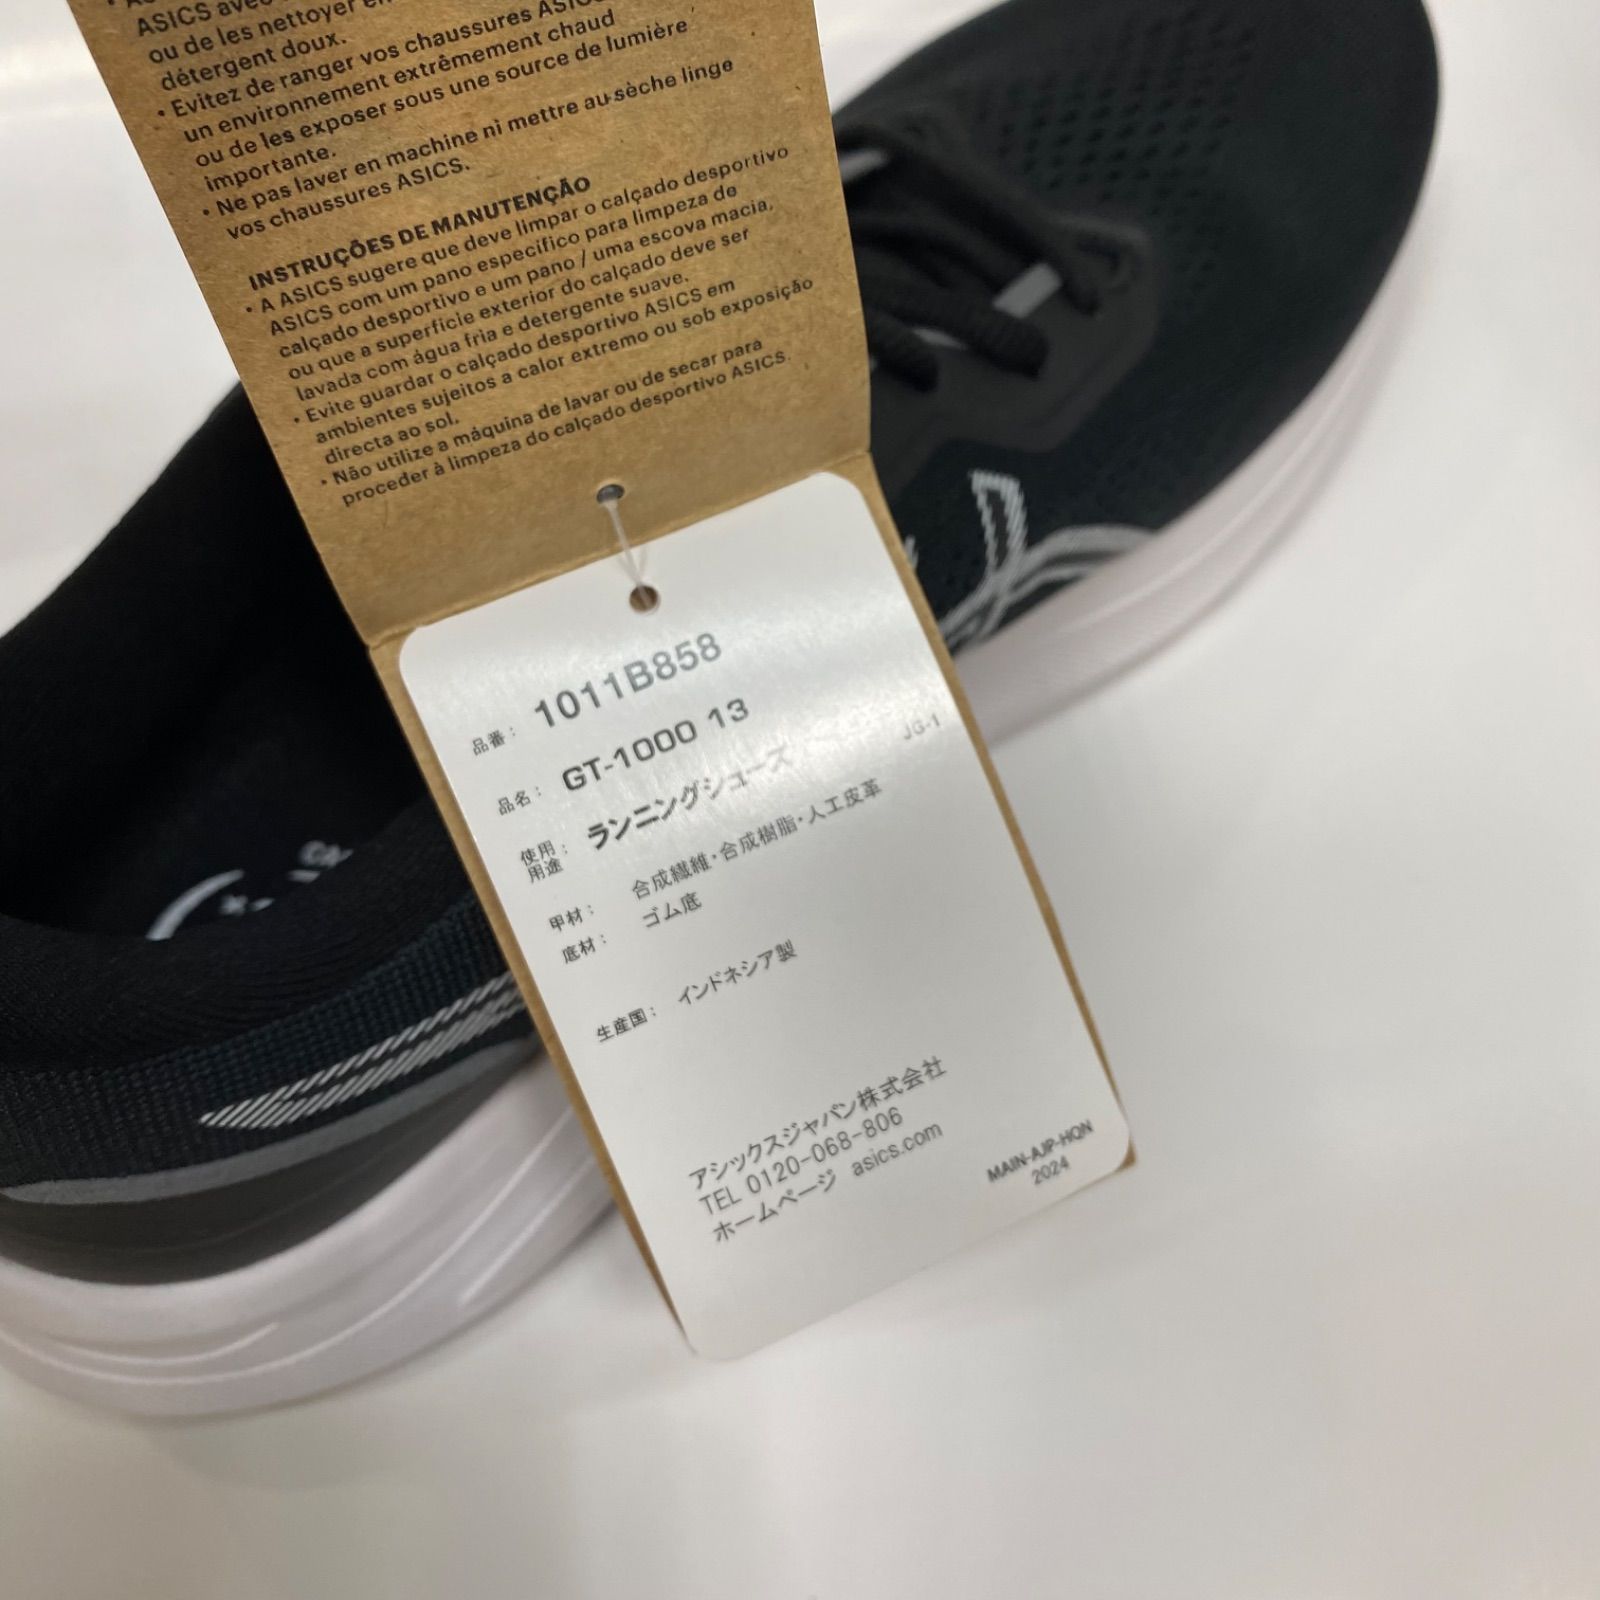 ASICS avec
ou de les nettoyer en
détergent doux.
• Evitez de ranger vos chaussures ASICS
un environnement extrêmement chaud
ou de les exposer sous une source de lumière
importante.
• Ne pas laver en machine ni mettre au sèche linge
vos chaussures ASICS.
INSTRUÇÕES DE MANUTENÇÃO
• A ASICS sugere que deve limpar o calçado desportivo
ASICS com um pano específico para limpeza de
calçado desportivo e um pano / uma escova macia,
ou que a superfície exterior do calçado deve ser
lavada com água fria e detergente suave.
• Evite guardar o calçado desportivo ASICS em
ambientes sujeitos a calor extremo ou sob exposição
directa ao sol.
• Não utilize a máquina de lavar ou de secar para
proceder à limpeza do calçado desportivo ASICS.
品番: 1011B858
品名: GT-1000 13
使用用途: ランニングシューズ JG-1
甲材: 合成繊維・合成樹脂・人工皮革
底材: ゴム底
生産国: インドネシア製
アシックスジャパン株式会社
TEL 0120-068-806
ホームページ asics.com
MAIN-AJP-HQN
2024